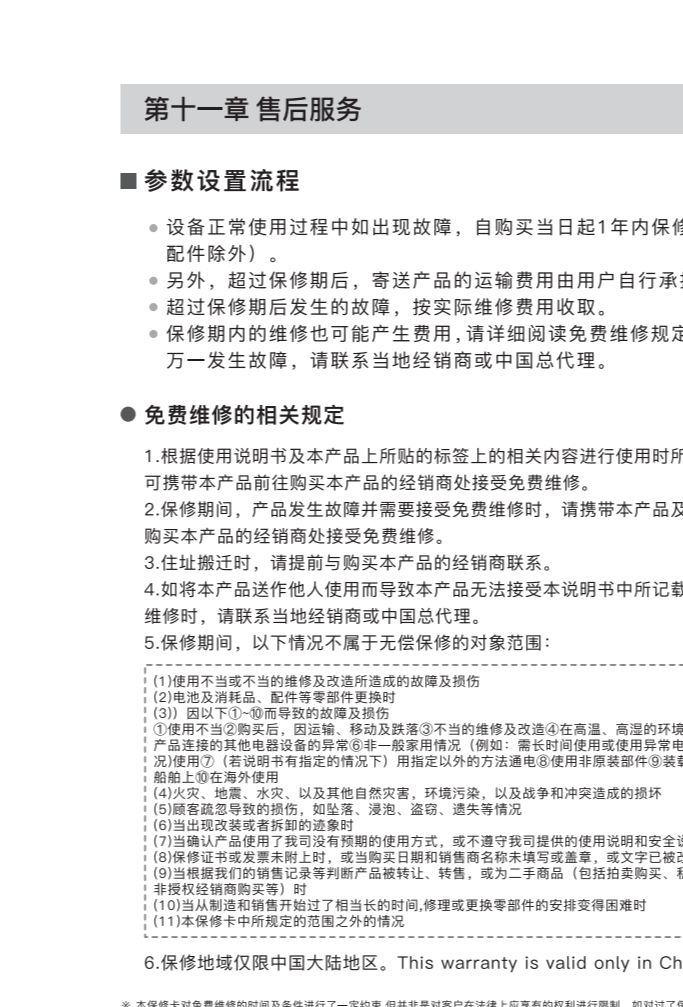 第十一章 售后服务
■ 参数设置流程
● 设备正常使用过程中如出现故障，自购买当日起1年内保修
配件除外）。
● 另外，超过保修期后，寄送产品的运输费用由用户自行承
● 超过保修期后发生的故障，按实际维修费用收取。
● 保修期内的维修也可能产生费用,请详细阅读免费维修规定
万一发生故障，请联系当地经销商或中国总代理。
● 免费维修的相关规定
1.根据使用说明书及本产品上所贴的标签上的相关内容进行使用时所
可携带本产品前往购买本产品的经销商处接受免费维修。
2.保修期间，产品发生故障并需要接受免费维修时，请携带本产品及
购买本产品的经销商处接受免费维修。
3.住址搬迁时，请提前与购买本产品的经销商联系。
4.如将本产品送作他人使用而导致本产品无法接受本说明书中所记载
维修时，请联系当地经销商或中国总代理。
5.保修期间，以下情况不属于无偿保修的对象范围：
(1)使用不当或不当的维修及改造所造成的故障及损伤
(2)电池及消耗品、配件等零部件更换时
(3)）因以下①~⑩而导致的故障及损伤
①使用不当②购买后，因运输、移动及跌落③不当的维修及改造④在高温、高湿的环境
产品连接的其他电器设备的异常⑥非一般家用情况（例如：需长时间使用或使用异常电
况)使用⑦（若说明书有指定的情况下）用指定以外的方法通电⑧使用非原装部件⑨装载
船舶上⑩在海外使用
(4)火灾、地震、水灾、以及其他自然灾害，环境污染，以及战争和冲突造成的损坏
(5)顾客疏忽导致的损伤，如坠落、浸泡、盗窃、遗失等情况
(6)当出现改装或者拆卸的迹象时
(7)当确认产品使用了我司没有预期的使用方式，或不遵守我司提供的使用说明和安全说
(8)保修证书或发票未附上时，或当购买日期和销售商名称未填写或盖章，或文字已被改
(9)当根据我们的销售记录等判断产品被转让、转售，或为二手商品（包括拍卖购买、私
非授权经销商购买等）时
(10)当从制造和销售开始过了相当长的时间,修理或更换零部件的安排变得困难时
(11)本保修卡中所规定的范围之外的情况
6.保修地域仅限中国大陆地区。This warranty is valid only in Ch